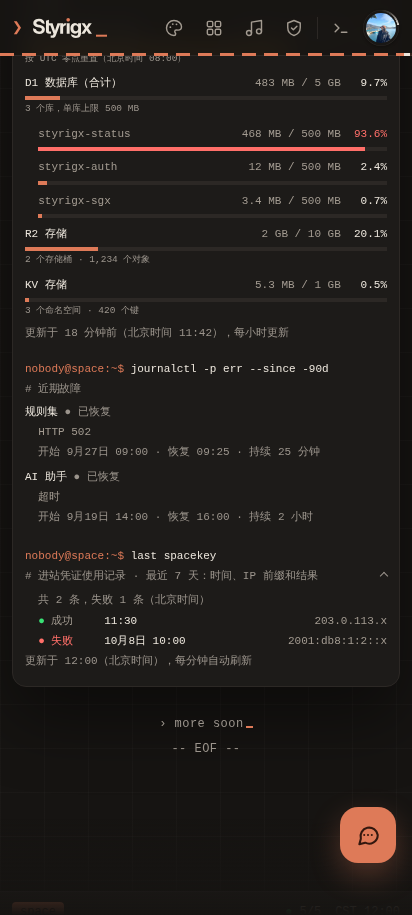 ❯ Styrigx _
按 UTC 零点重置（北京时间 08:00）
D1 数据库（合计） 483 MB / 5 GB 9.7%
3 个库，单库上限 500 MB
styrigx-status 468 MB / 500 MB 93.6%
styrigx-auth 12 MB / 500 MB 2.4%
styrigx-sgx 3.4 MB / 500 MB 0.7%
R2 存储 2 GB / 10 GB 20.1%
2 个存储桶 · 1,234 个对象
KV 存储 5.3 MB / 1 GB 0.5%
3 个命名空间 · 420 个键
更新于 18 分钟前（北京时间 11:42），每小时更新
nobody@space:~$ journalctl -p err --since -90d
# 近期故障
规则集 ● 已恢复
HTTP 502
开始 9月27日 09:00 · 恢复 09:25 · 持续 25 分钟
AI 助手 ● 已恢复
超时
开始 9月19日 14:00 · 恢复 16:00 · 持续 2 小时
nobody@space:~$ last spacekey
# 进站凭证使用记录 · 最近 7 天：时间、IP 前缀和结果
共 2 条，失败 1 条（北京时间）
● 成功 11:30 203.0.113.x
● 失败 10月8日 10:00 2001:db8:1:2::x
更新于 12:00（北京时间），每分钟自动刷新
› more soon_
-- EOF --